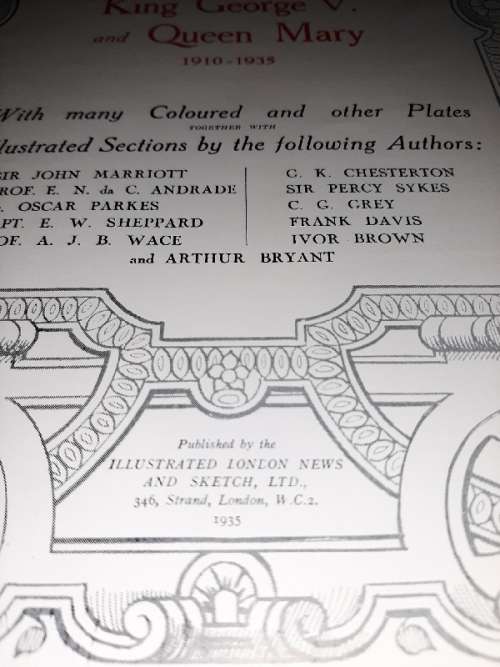 King George V.
and Queen Mary
1910-1935
With many Coloured and other Plates
TOGETHER WITH
llustrated Sections by the following Authors:
SIR JOHN MARRIOTT
PROF. E. N. da C. ANDRADE
OSCAR PARKES
PT. E. W. SHEPPARD
OF. A. J. B. WACE
G. K. CHESTERTON
SIR PERCY SYKES
C. G. GREY
FRANK DAVIS
IVOR BROWN
and ARTHUR BRYANT
Published by the
ILLUSTRATED LONDON NEWS
AND SKETCH, LTD.,
346, Strand, London, W.C.2.
1935